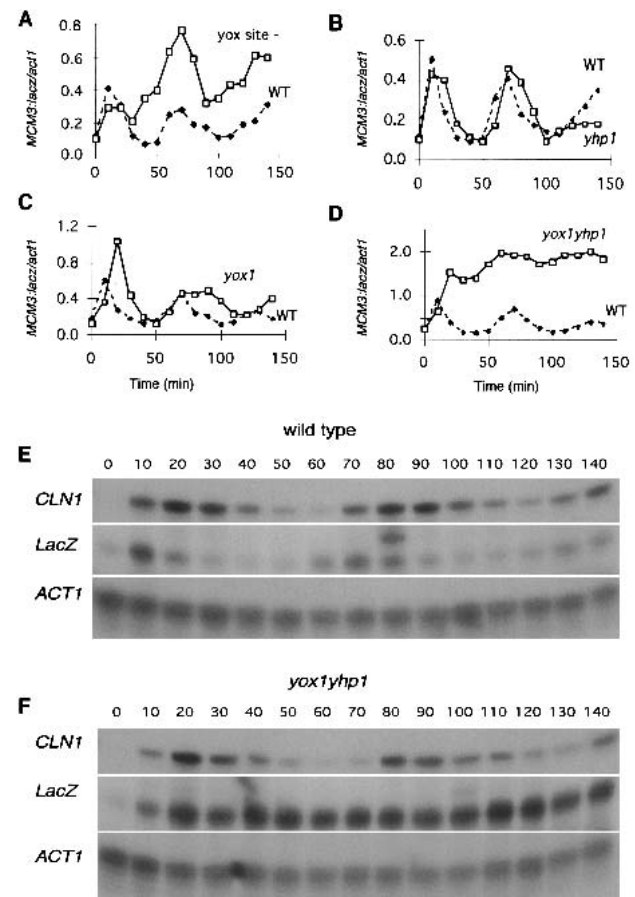 A
MCM3:lacz/act1
0.8
0.6
0.4
0.2
0.0
yox site -
WT
0 50 100 150
B
MCM3:lacz/act1
0.6
0.4
0.2
0.0
WT
yhp1
0 50 100 150
C
MCM3:lacz/act1
1.2
0.8
0.4
0.0
yox1
WT
0 50 100 150
Time (min)
D
MCM3:lacz/act1
2.0
1.0
0.0
yox1yhp1
WT
0 50 100 150
Time (min)
wild type
E
0 10 20 30 40 50 60 70 80 90 100 110 120 130 140
CLN1
LacZ
ACT1
yox1yhp1
F
0 10 20 30 40 50 60 70 80 90 100 110 120 130 140
CLN1
LacZ
ACT1